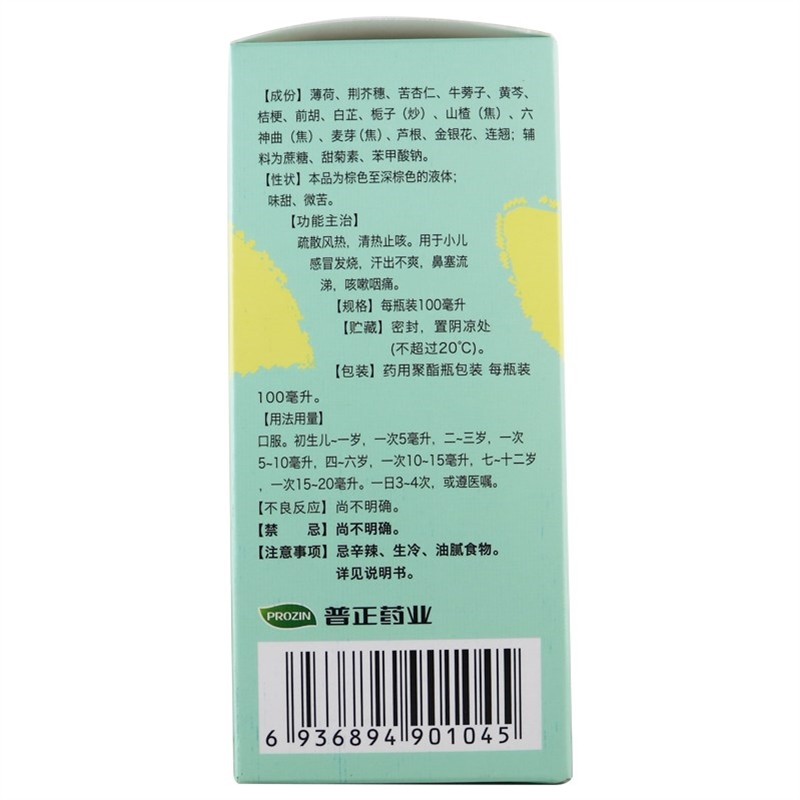 【成份】薄荷、荆芥穗、苦杏仁、牛蒡子、黄芩、
桔梗、前胡、白芷、栀子（炒）、山楂（焦）、六
神曲（焦）、麦芽（焦）、芦根、金银花、连翘；辅
料为蔗糖、甜菊素、苯甲酸钠。
【性状】本品为棕色至深棕色的液体；
味甜、微苦。
【功能主治】
疏散风热，清热止咳。用于小儿
感冒发烧，汗出不爽，鼻塞流
涕，咳嗽咽痛。
【规格】每瓶装100毫升
【贮藏】密封，置阴凉处
(不超过20℃)。
【包装】药用聚酯瓶包装 每瓶装
100毫升。
【用法用量】
口服。初生儿~一岁，一次5毫升，二~三岁，一次
5~10毫升，四~六岁，一次10~15毫升，七~十二岁
，一次15~20毫升。一日3~4次，或遵医嘱。
【不良反应】尚不明确。
【禁 忌】尚不明确。
【注意事项】忌辛辣、生冷、油腻食物。
详见说明书。
PROZIN 普正药业
6 936894 901045